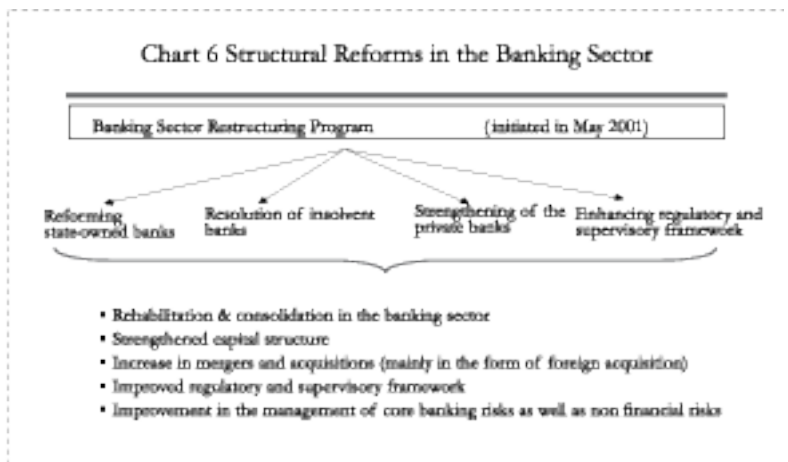 Chart 6 Structural Reforms in the Banking Sector
Banking Sector Restructuring Program (initiated in May 2001)
Reforming
state-owned banks
Resolution of insolvent
banks
Strengthening of the
private banks
Enhancing regulatory and
supervisory framework
▪ Rehabilitation & consolidation in the banking sector
▪ Strengthened capital structure
▪ Increase in mergers and acquisitions (mainly in the form of foreign acquisition)
▪ Improved regulatory and supervisory framework
▪ Improvement in the management of core banking risks as well as non financial risks